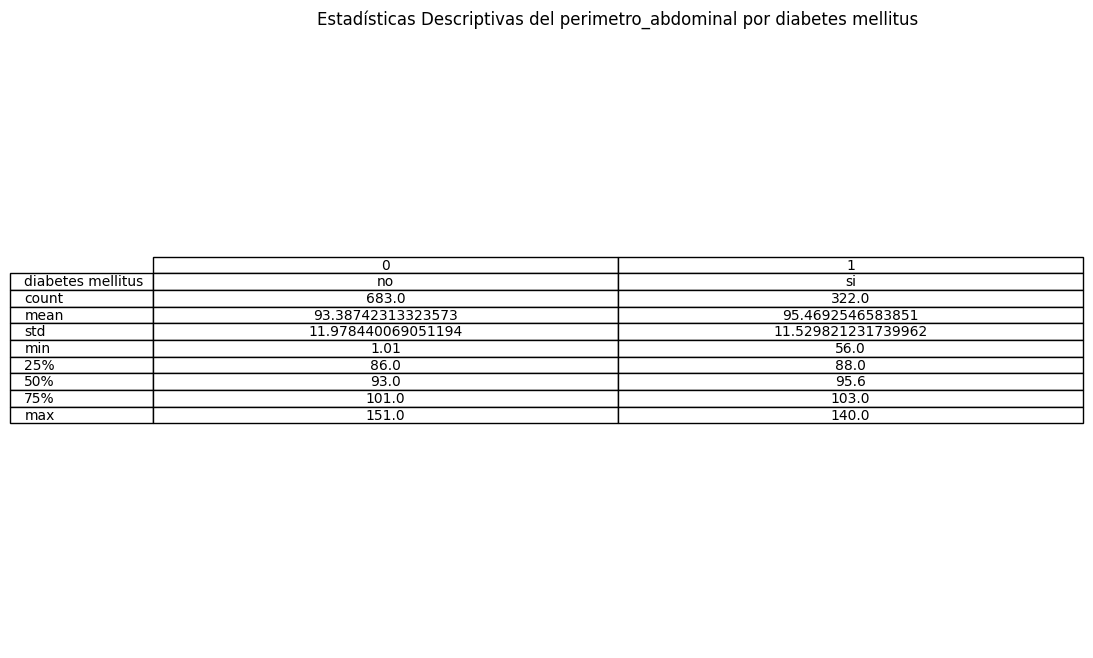 Estadísticas Descriptivas del perimetro_abdominal por diabetes mellitus
0 1
diabetes mellitus no si
count 683.0 322.0
mean 93.38742313323573 95.4692546583851
std 11.978440069051194 11.529821231739962
min 1.01 56.0
25% 86.0 88.0
50% 93.0 95.6
75% 101.0 103.0
max 151.0 140.0